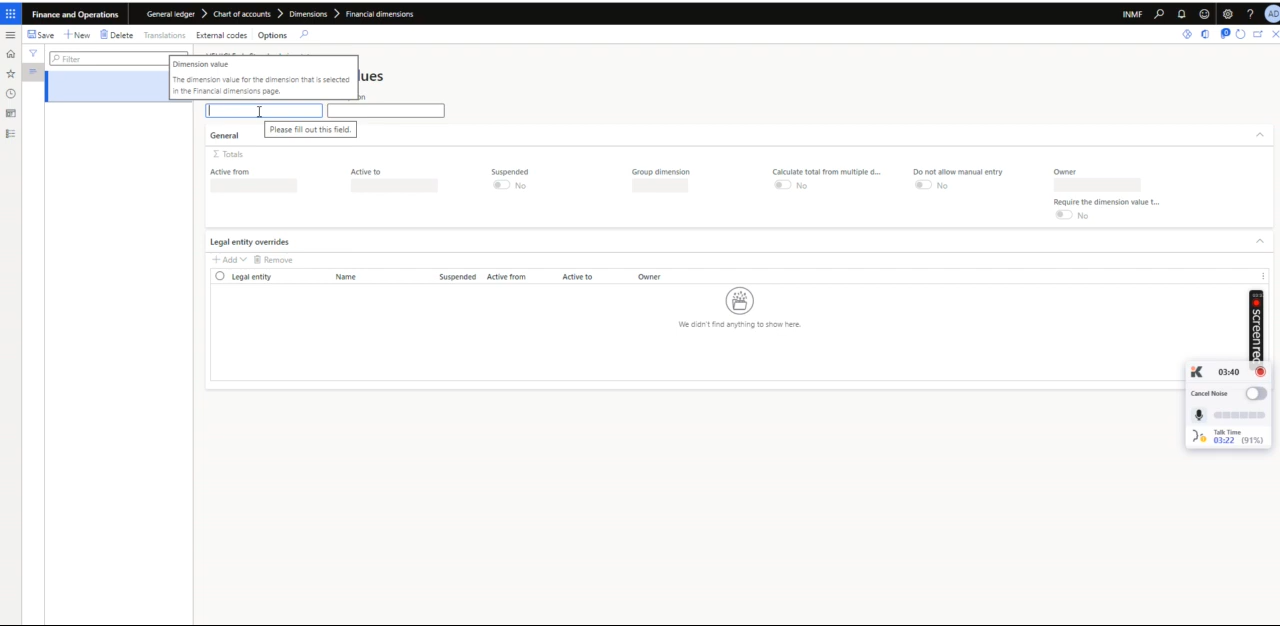 Finance and Operations
General ledger > Chart of accounts > Dimensions > Financial dimensions
INMF
?
AD
Save
New
Delete
Translations
External codes
Options
0
Filter
Dimension value
The dimension value for the dimension that is selected
in the Financial dimensions page.
lues
on
Please fill out this field.
General
Σ Totals
Active from
Active to
Suspended
Group dimension
Calculate total from multiple d...
Do not allow manual entry
Owner
No
No
No
Require the dimension value t...
No
Legal entity overrides
+ Add
Remove
Legal entity
Name
Suspended
Active from
Active to
Owner
We didn't find anything to show here.
screenrec
03:40
Cancel Noise
Talk Time
03:22 (91%)